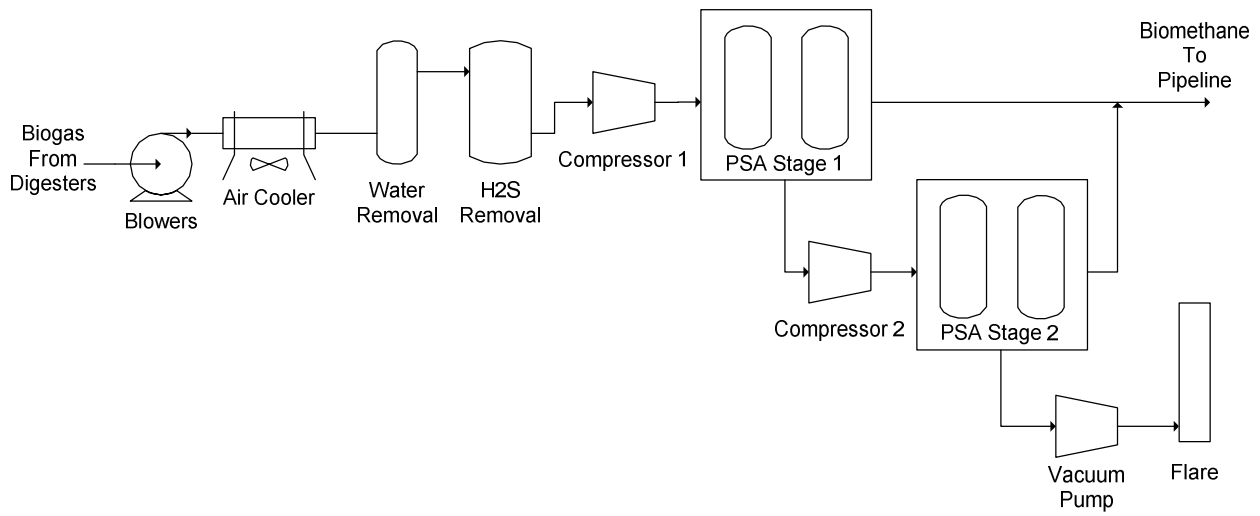 Biogas
From
Digesters
Blowers
Air Cooler
Water
Removal
H2S
Removal
Compressor 1
PSA Stage 1
Biomethane
To
Pipeline
Compressor 2
PSA Stage 2
Vacuum
Pump
Flare